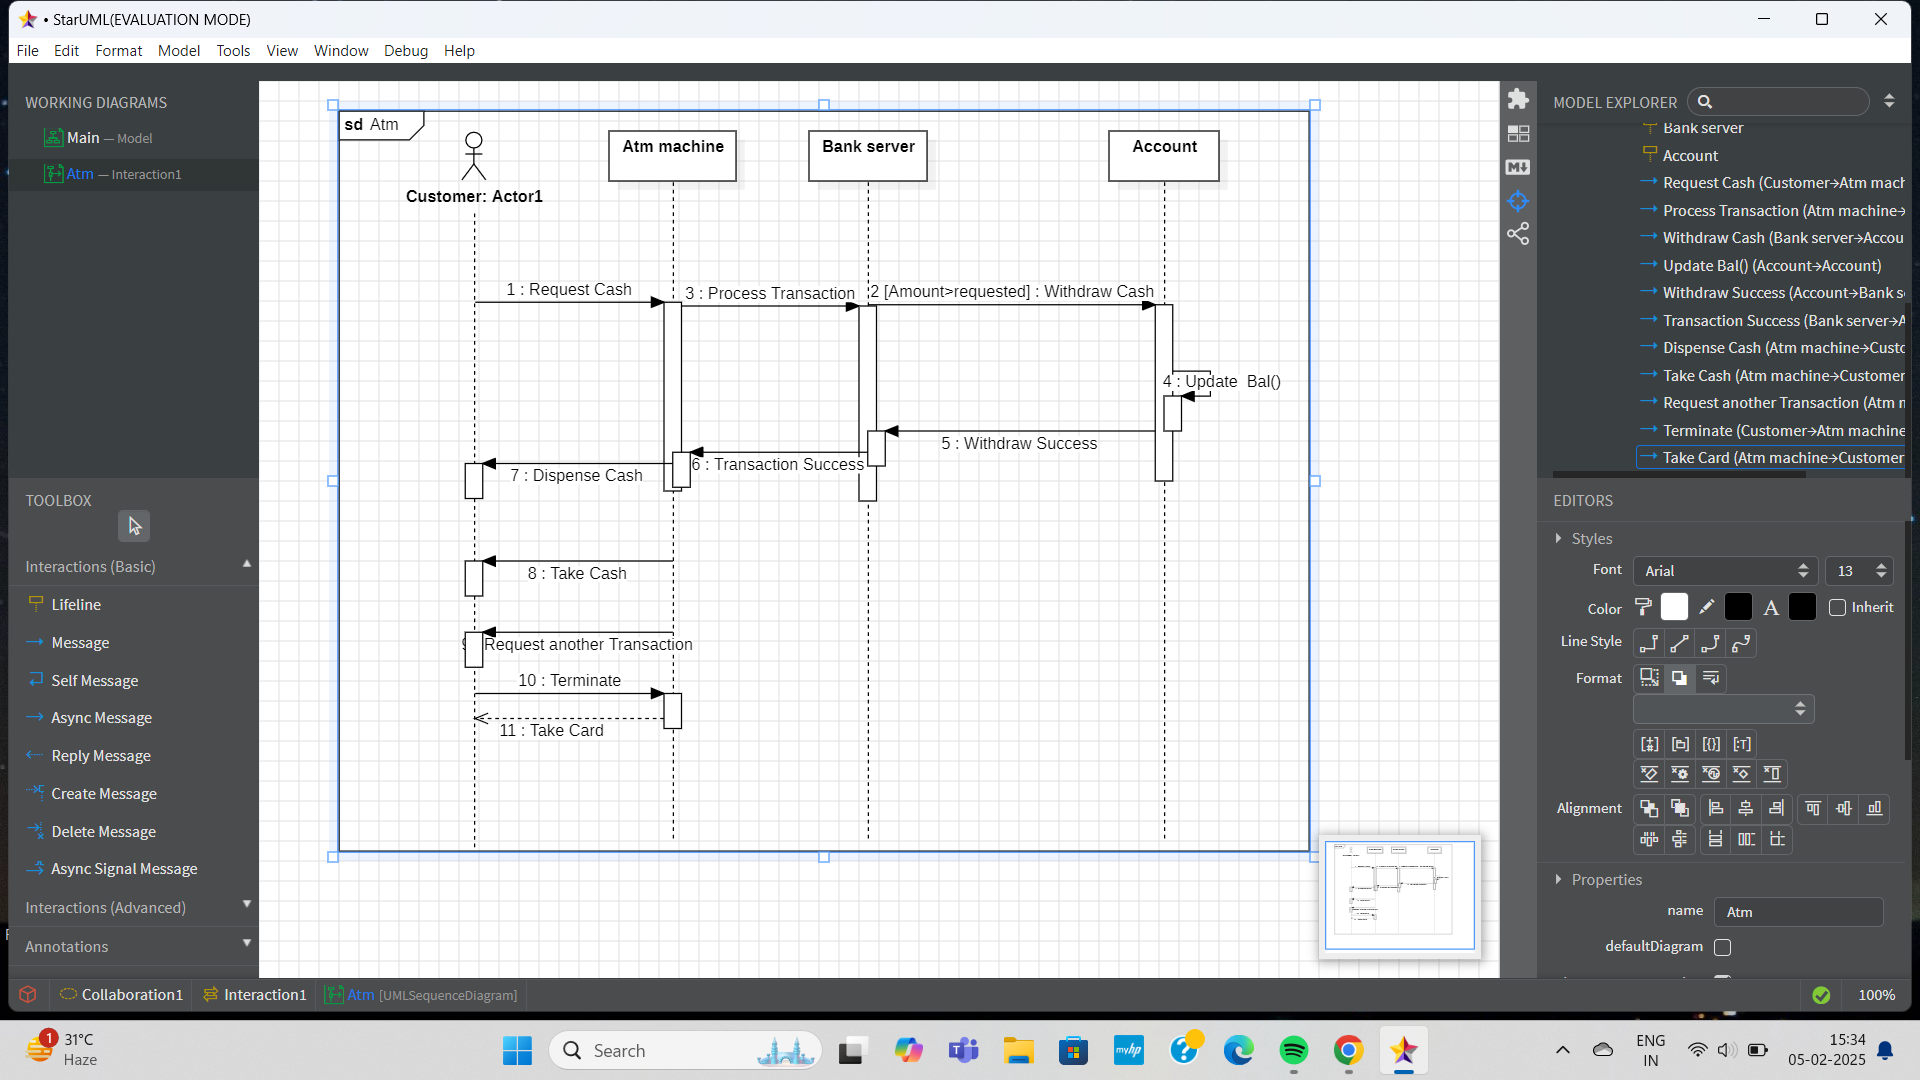 • StarUML(EVALUATION MODE)
File Edit Format Model Tools View Window Debug Help
WORKING DIAGRAMS
Main — Model
Atm — Interaction1
TOOLBOX
Interactions (Basic)
Lifeline
Message
Self Message
Async Message
Reply Message
Create Message
Delete Message
Async Signal Message
Interactions (Advanced)
Annotations
sd Atm
Customer: Actor1
Atm machine
Bank server
Account
1 : Request Cash
3 : Process Transaction
2 [Amount>requested] : Withdraw Cash
4 : Update Bal()
5 : Withdraw Success
6 : Transaction Success
7 : Dispense Cash
8 : Take Cash
Request another Transaction
10 : Terminate
11 : Take Card
MODEL EXPLORER
Bank server
Account
Request Cash (Customer→Atm mach
Process Transaction (Atm machine→
Withdraw Cash (Bank server→Accou
Update Bal() (Account→Account)
Withdraw Success (Account→Bank s
Transaction Success (Bank server→A
Dispense Cash (Atm machine→Custo
Take Cash (Atm machine→Customer
Request another Transaction (Atm n
Terminate (Customer→Atm machine
Take Card (Atm machine→Customer
EDITORS
Styles
Font Arial 13
Color A Inherit
Line Style
Format
Alignment
Properties
name Atm
defaultDiagram
Collaboration1 Interaction1 Atm [UMLSequenceDiagram]
100%
1
31°C
Haze
Search
myhp
ENG
IN
15:34
05-02-2025